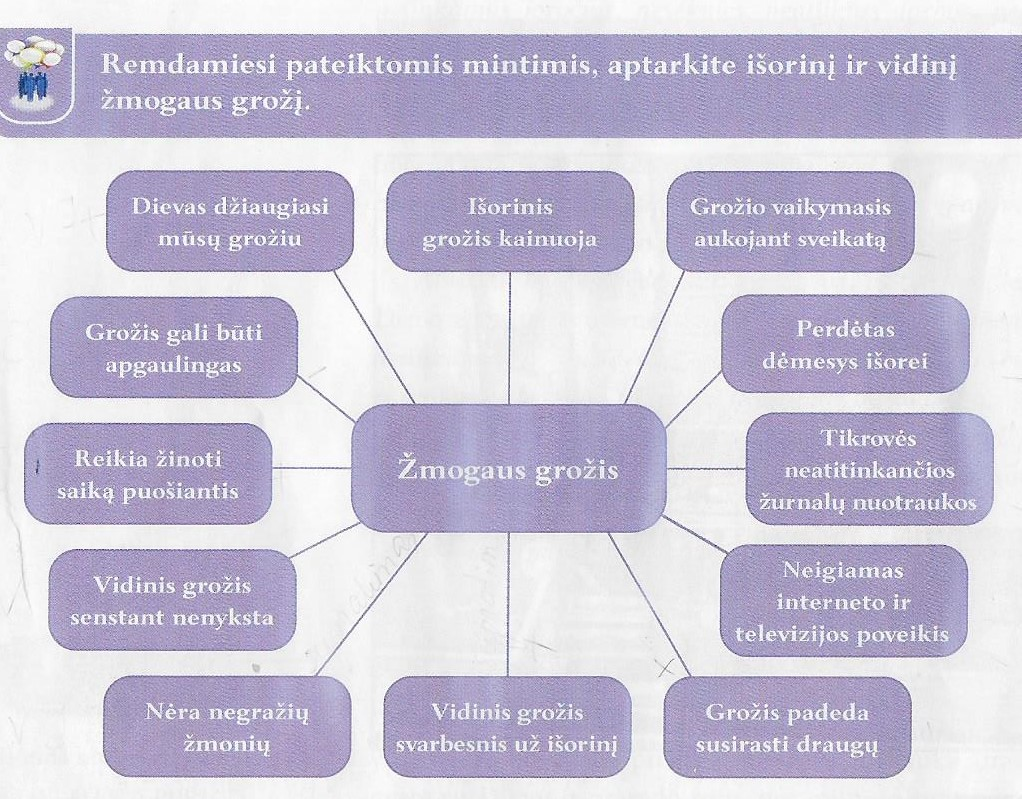 Remdamiesi pateiktomis mintimis, aptarkite išorinį ir vidinį
žmogaus grožį.
Dievas džiaugiasi
mūsų grožiu
Išorinis
grožis kainuoja
Grožio vaikymasis
aukojant sveikatą
Grožis gali būti
apgaulingas
Perdėtas
dėmesys išorei
Reikia žinoti
saiką puošiantis
Žmogaus grožis
Tikrovės
neatitinkančios
žurnalų nuotraukos
Vidinis grožis
senstant nenyksta
Neigiamas
interneto ir
televizijos poveikis
Nėra negražių
žmonių
Vidinis grožis
svarbesnis už išorinį
Grožis padeda
susirasti draugų